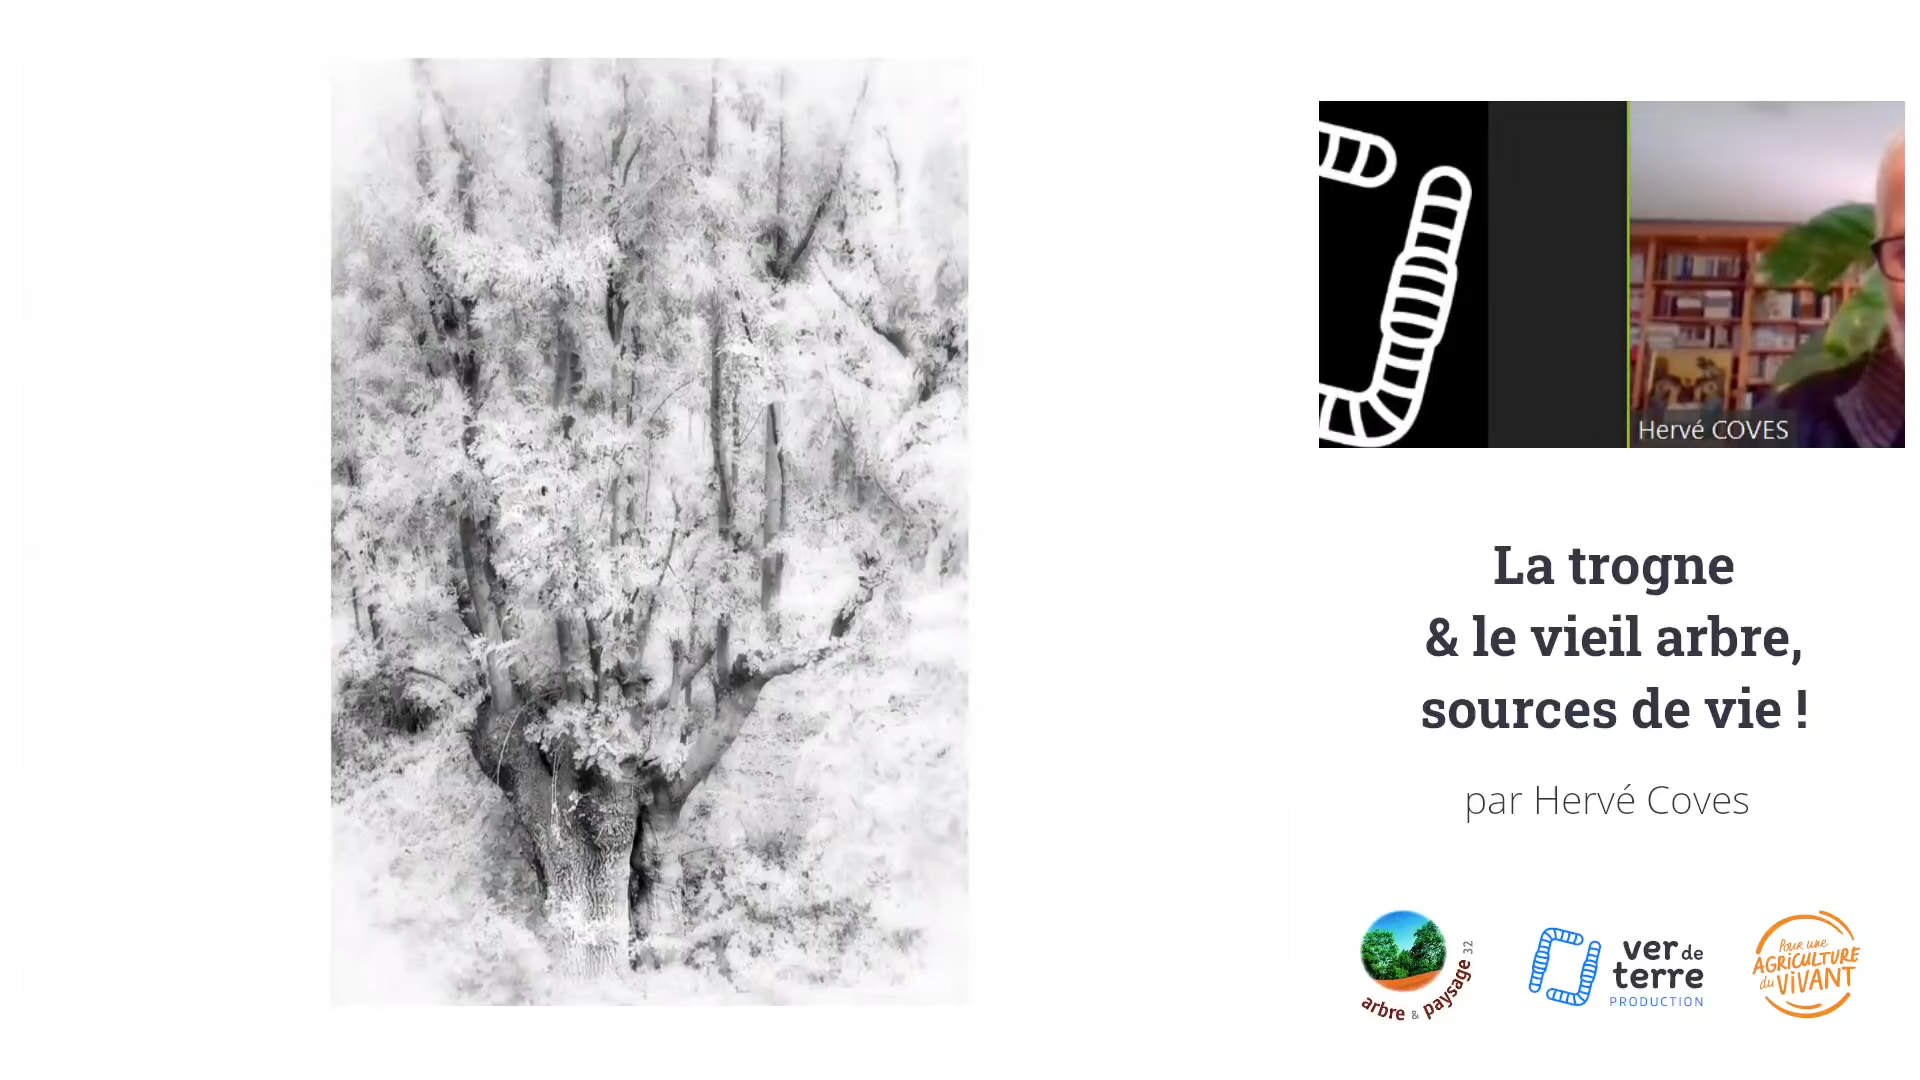 Hervé COVES
La trogne
& le vieil arbre,
sources de vie !
par Hervé Coves
arbre & paysage 32
ver de
terre
PRODUCTION
Pour une
AGRICULTURE
du VIVANT